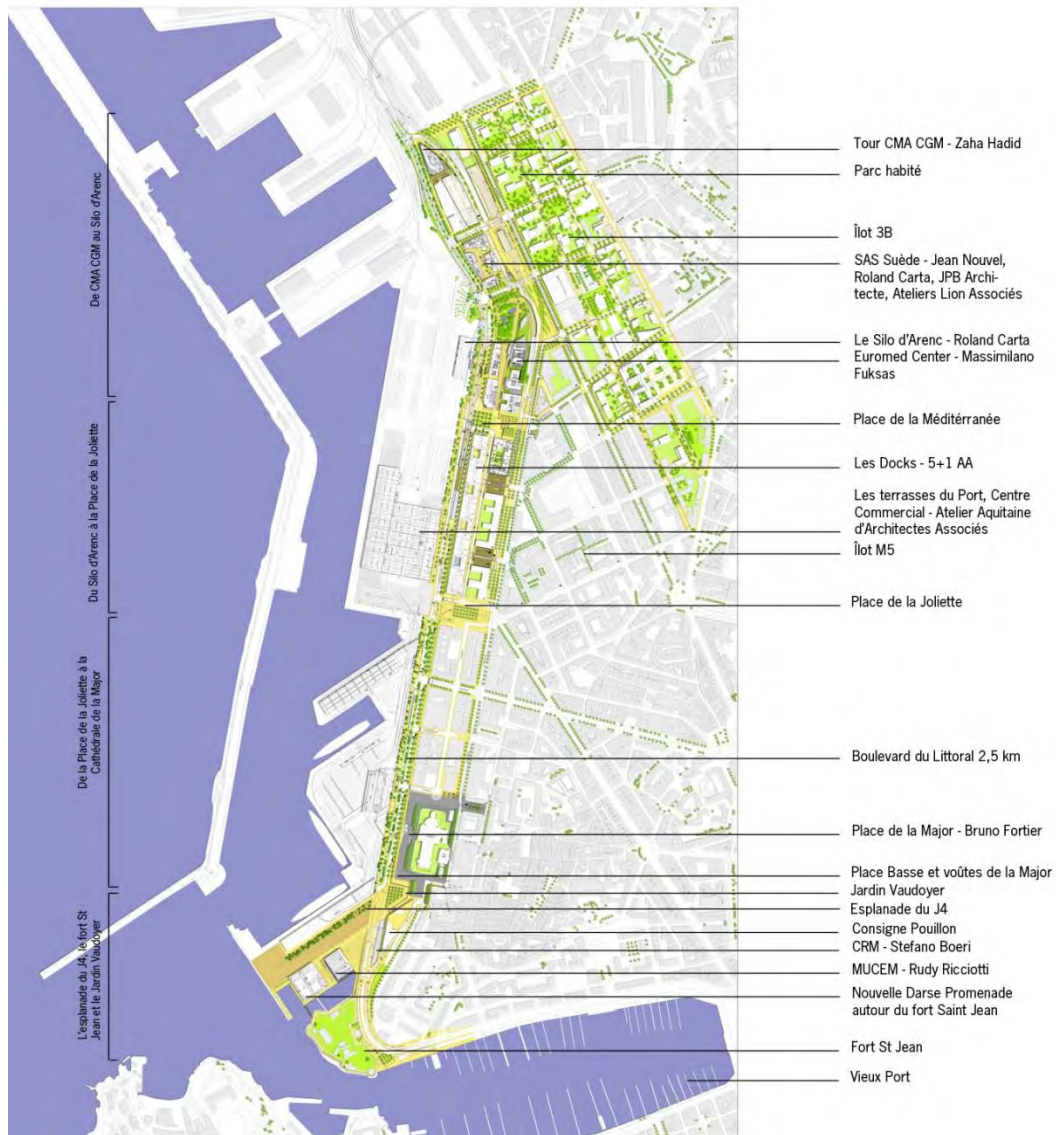 De CMA CGM au Silo d'Arenc
Du Silo d'Arenc à la Place de la Joliette
De la Place de la Joliette à la
Cathédrale de la Major
L'esplanade du J4, le fort St
Jean et le Jardin Vaudoyer
Tour CMA CGM - Zaha Hadid
Parc habité
Îlot 3B
SAS Suède - Jean Nouvel,
Roland Carta, JPB Archi-
tecte, Ateliers Lion Associés
Le Silo d'Arenc - Roland Carta
Euromed Center - Massimilano
Fuksas
Place de la Méditérranée
Les Docks - 5+1 AA
Les terrasses du Port, Centre
Commercial - Atelier Aquitaine
d'Architectes Associés
Îlot M5
Place de la Joliette
Boulevard du Littoral 2,5 km
Place de la Major - Bruno Fortier
Place Basse et voûtes de la Major
Jardin Vaudoyer
Esplanade du J4
Consigne Pouillon
CRM - Stefano Boeri
MUCEM - Rudy Ricciotti
Nouvelle Darse Promenade
autour du fort Saint Jean
Fort St Jean
Vieux Port